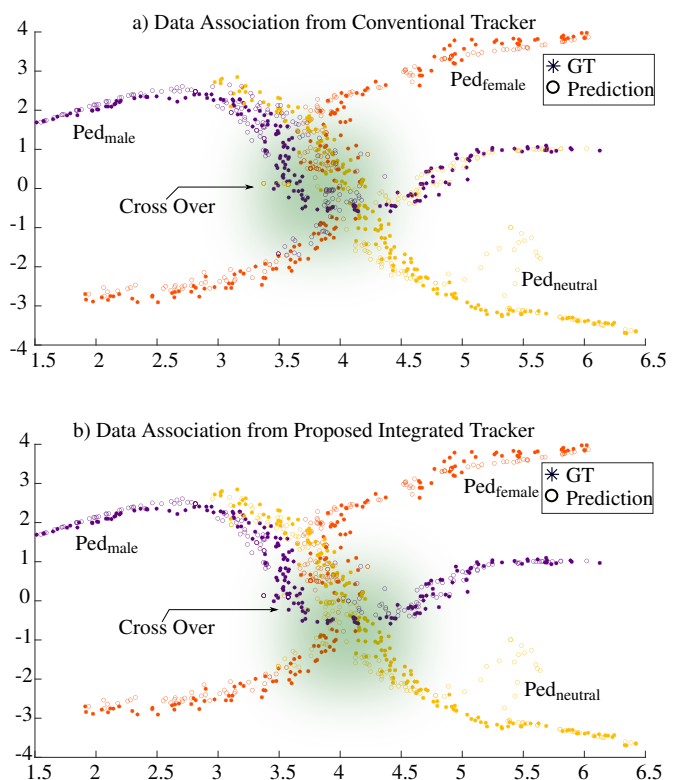 a) Data Association from Conventional Tracker
4
3
2
1
0
-1
-2
-3
-4
GT
Prediction
Ped_female
Ped_male
Cross Over
Ped_neutral
1.5 2 2.5 3 3.5 4 4.5 5 5.5 6 6.5
b) Data Association from Proposed Integrated Tracker
4
3
2
1
0
-1
-2
-3
-4
GT
Prediction
Ped_female
Ped_male
Cross Over
Ped_neutral
1.5 2 2.5 3 3.5 4 4.5 5 5.5 6 6.5